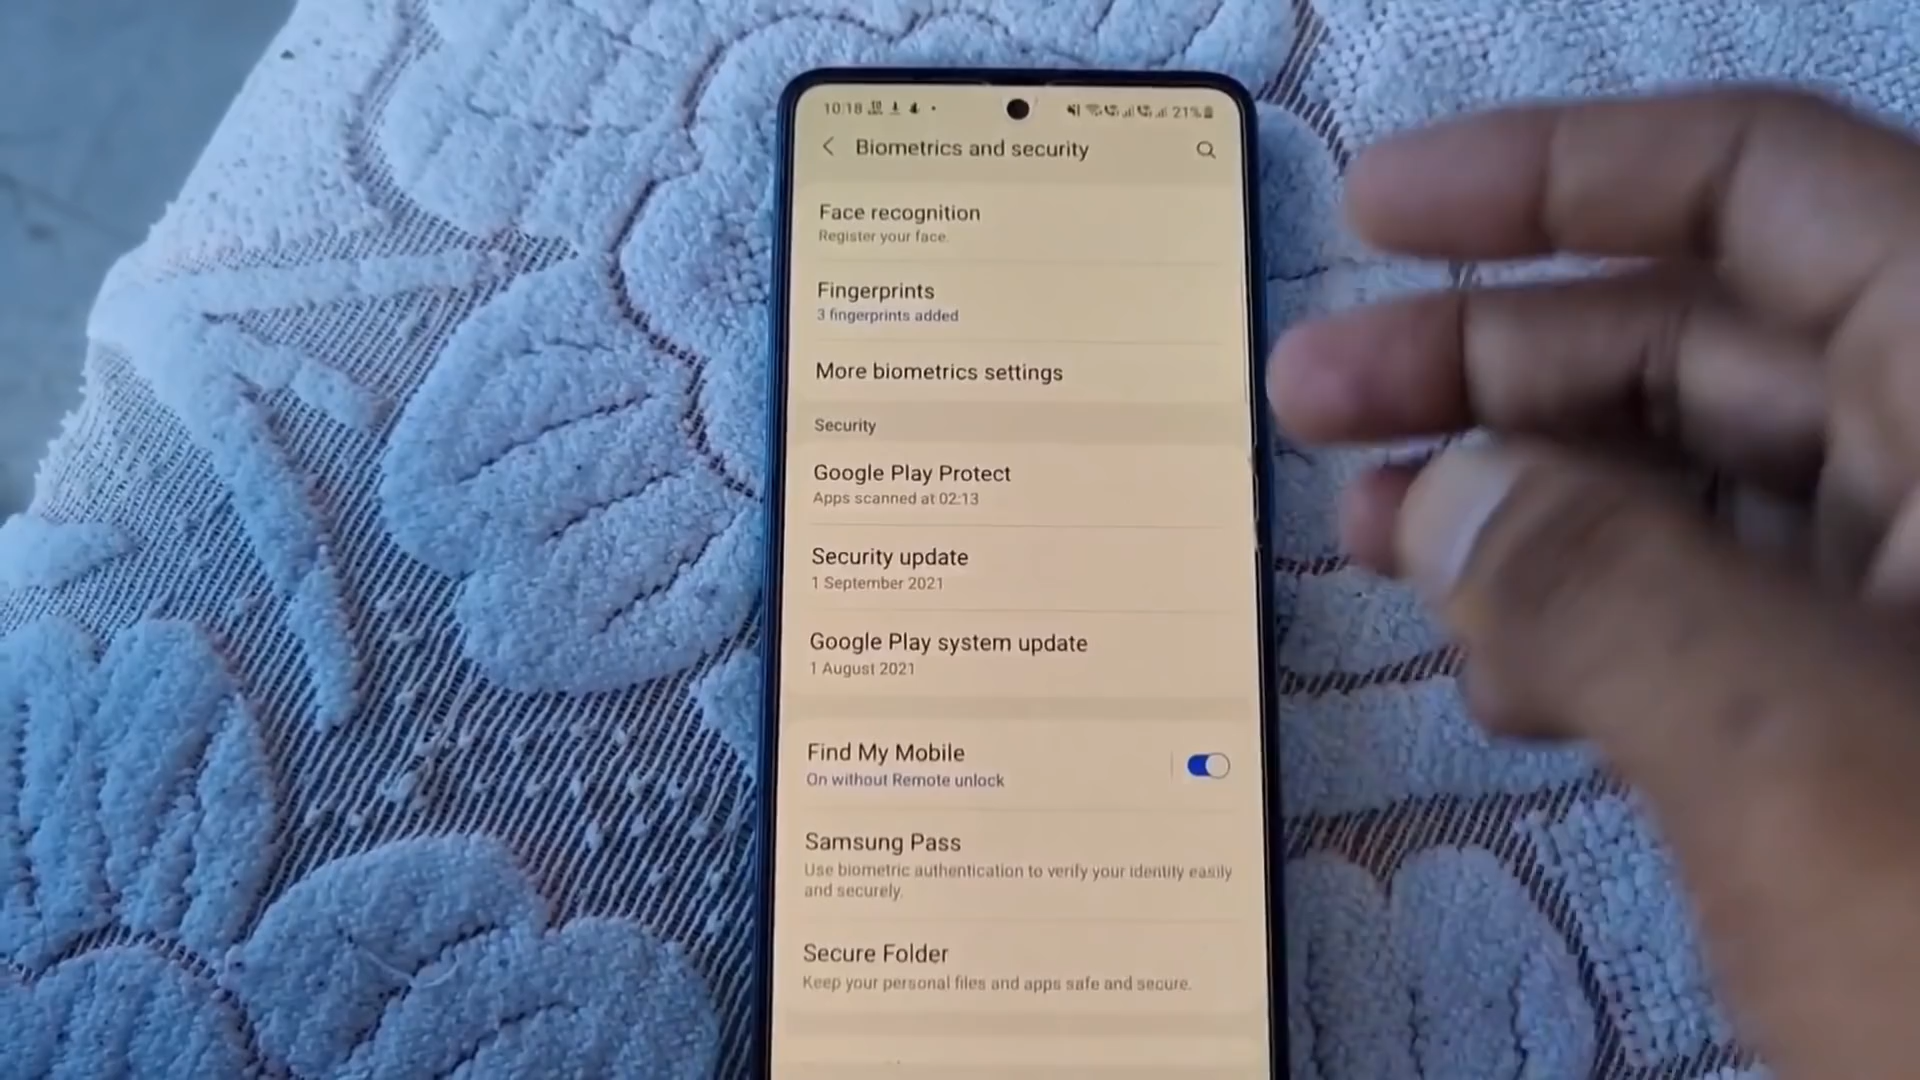 10:18
21%
Biometrics and security
Face recognition
Register your face.
Fingerprints
3 fingerprints added
More biometrics settings
Security
Google Play Protect
Apps scanned at 02:13
Security update
1 September 2021
Google Play system update
1 August 2021
Find My Mobile
On without Remote unlock
Samsung Pass
Use biometric authentication to verify your identity easily
and securely.
Secure Folder
Keep your personal files and apps safe and secure.